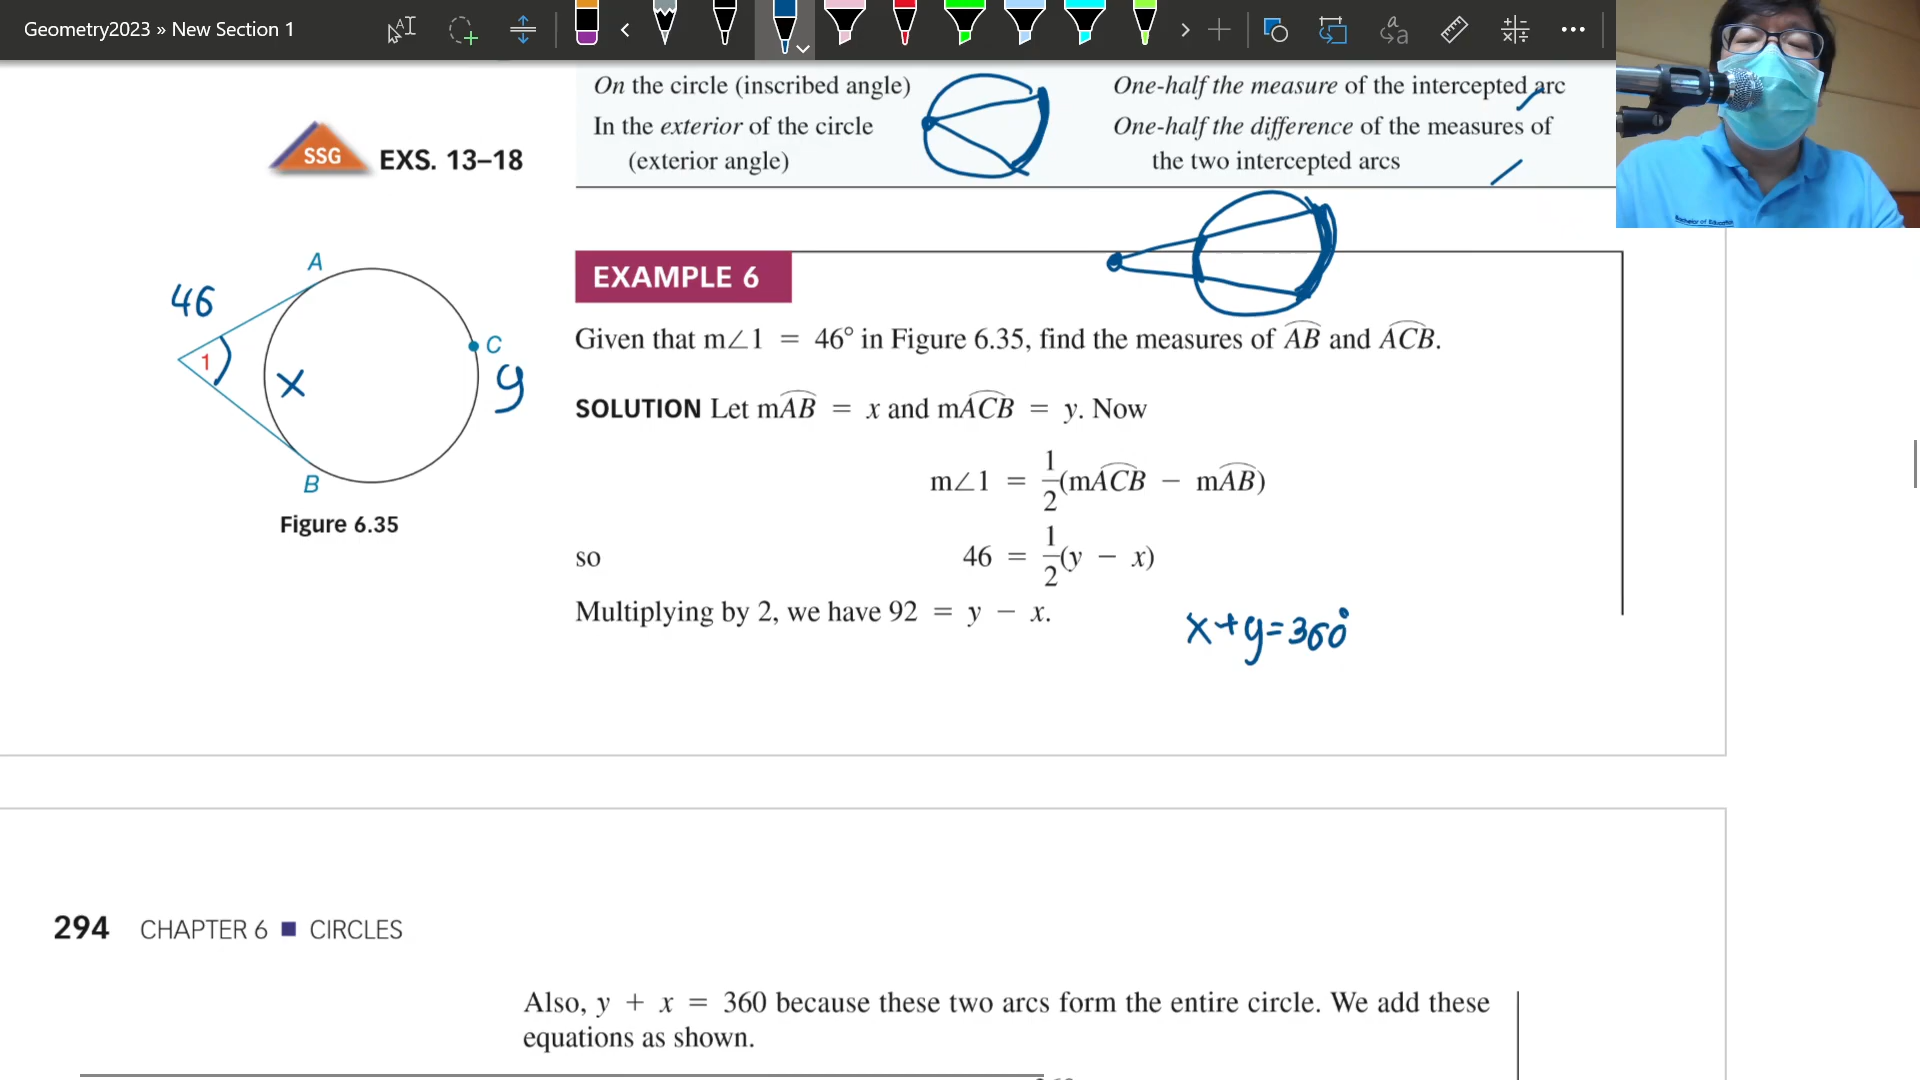 Geometry2023 » New Section 1
On the circle (inscribed angle)
One-half the measure of the intercepted arc
In the exterior of the circle
(exterior angle)
One-half the difference of the measures of
the two intercepted arcs
SSG EXS. 13–18
EXAMPLE 6
Given that m∠1 = 46° in Figure 6.35, find the measures of AB and ACB.
SOLUTION Let mAB = x and mACB = y. Now
m∠1 = 1/2(mACB − mAB)
so 46 = 1/2(y − x)
Multiplying by 2, we have 92 = y − x.
x+y=360°
A
46
1
x
C
y
B
Figure 6.35
294 CHAPTER 6 ■ CIRCLES
Also, y + x = 360 because these two arcs form the entire circle. We add these
equations as shown.